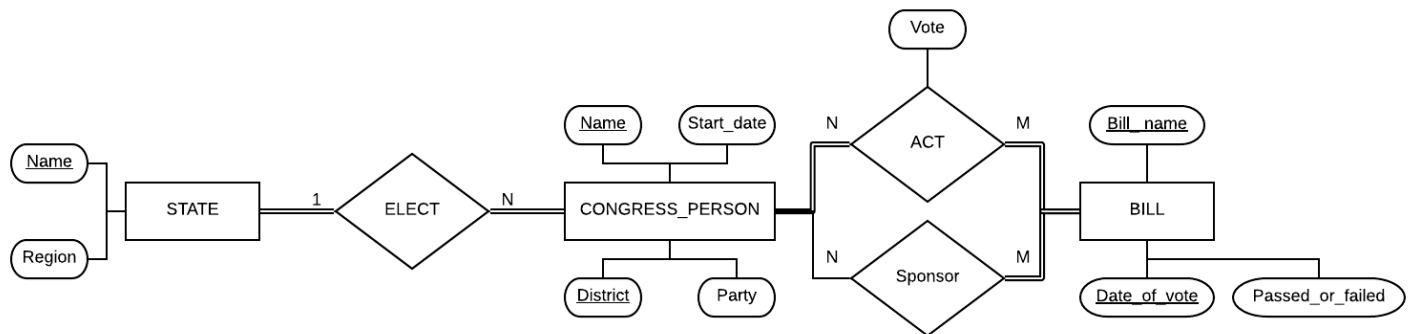 Vote
N
ACT
M
Name
Start_date
Bill_name
Name
STATE
1
ELECT
N
CONGRESS_PERSON
BILL
Region
N
Sponsor
M
District
Party
Date_of_vote
Passed_or_failed